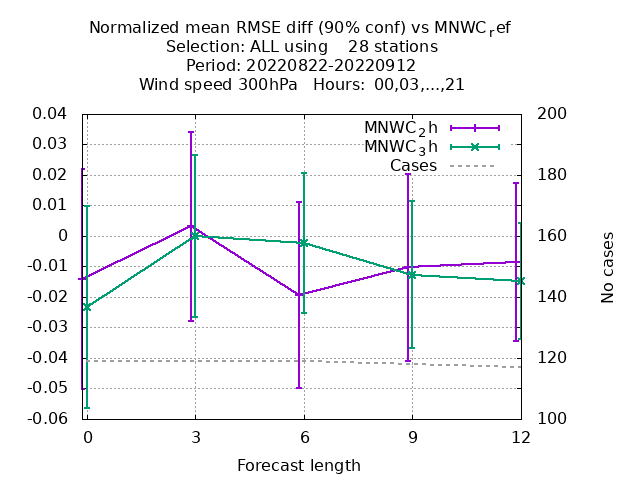 Normalized mean RMSE diff (90% conf) vs MNWC_ref
Selection: ALL using    28 stations
Period: 20220822-20220912
Wind speed 300hPa   Hours: 00,03,...,21
MNWC_2h
MNWC_3h
Cases
0.04
0.03
0.02
0.01
0
-0.01
-0.02
-0.03
-0.04
-0.05
-0.06
200
180
160
140
120
100
No cases
0 3 6 9 12
Forecast length